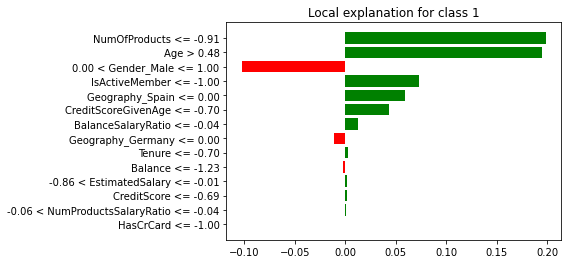 Local explanation for class 1
NumOfProducts <= -0.91
Age > 0.48
0.00 < Gender_Male <= 1.00
IsActiveMember <= -1.00
Geography_Spain <= 0.00
CreditScoreGivenAge <= -0.70
BalanceSalaryRatio <= -0.04
Geography_Germany <= 0.00
Tenure <= -0.70
Balance <= -1.23
-0.86 < EstimatedSalary <= -0.01
CreditScore <= -0.69
-0.06 < NumProductsSalaryRatio <= -0.04
HasCrCard <= -1.00
−0.10 −0.05 0.00 0.05 0.10 0.15 0.20